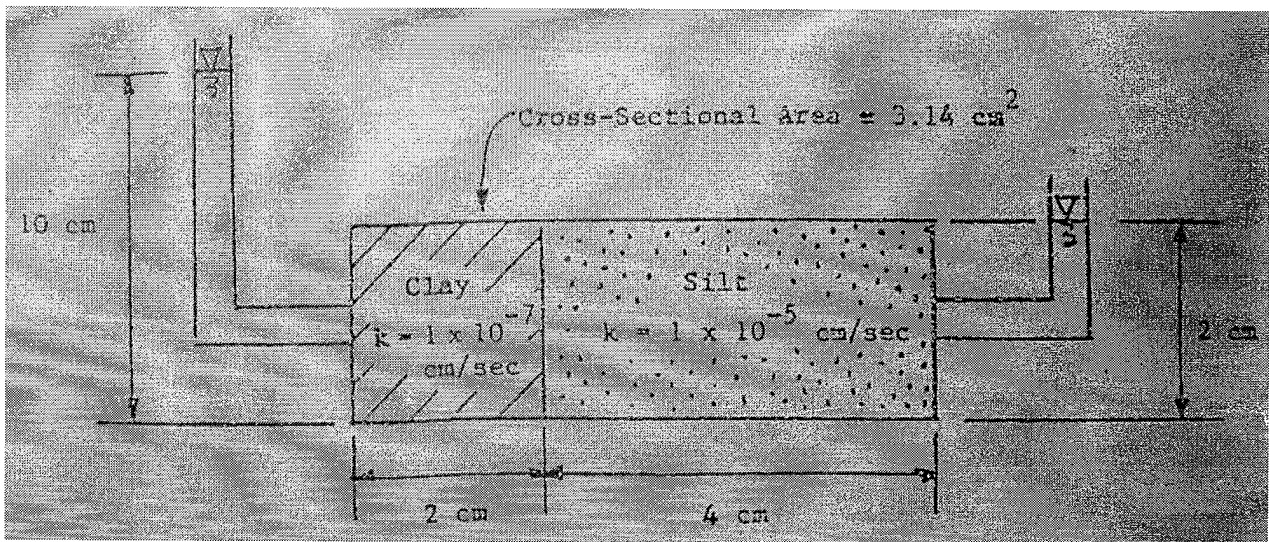 Cross-Sectional Area = 3.14 cm²
10 cm
Clay
k = 1 x 10⁻⁷
cm/sec
Silt
k = 1 x 10⁻⁵ cm/sec
2 cm
2 cm
4 cm